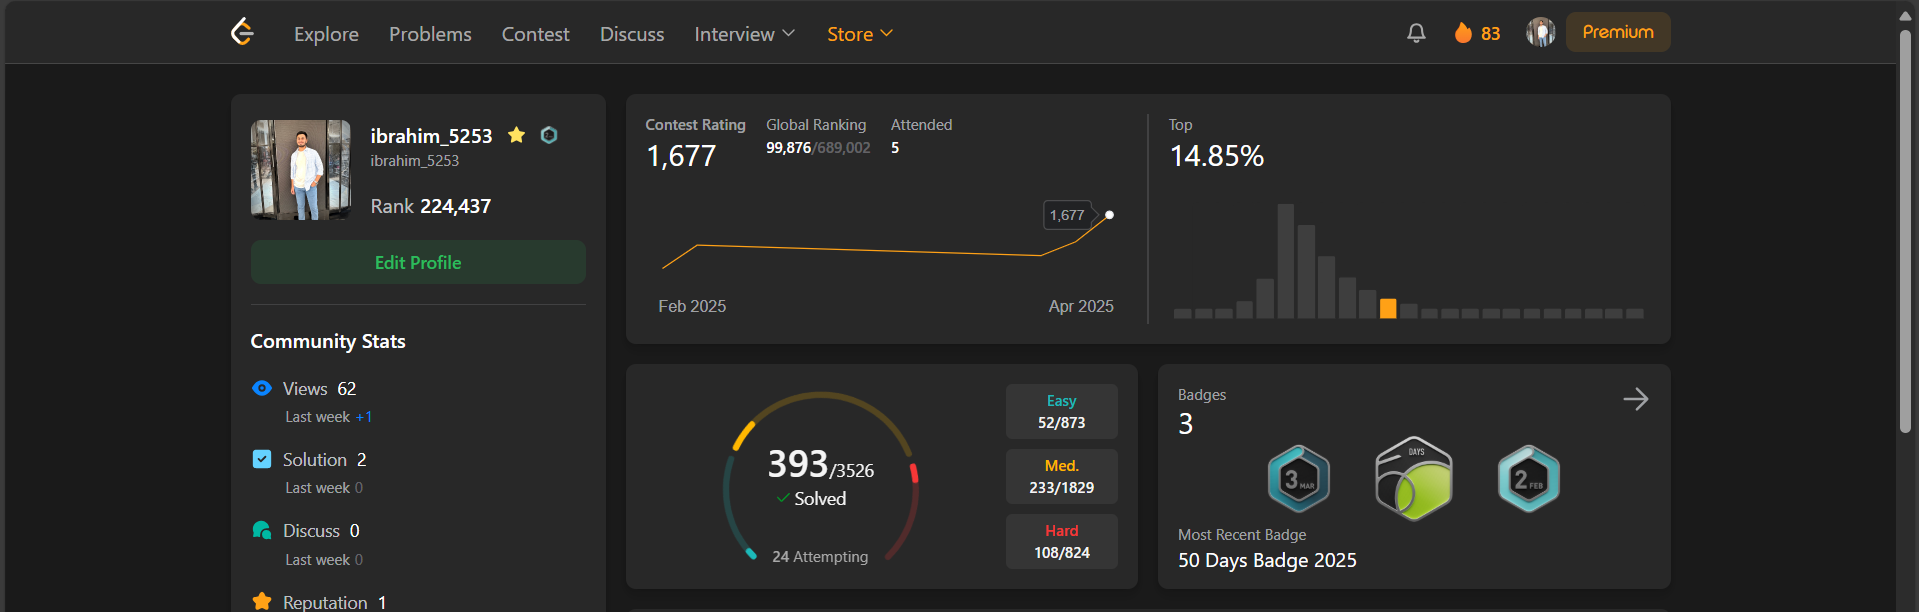 Explore Problems Contest Discuss Interview Store 83 Premium
ibrahim_5253
ibrahim_5253
Rank 224,437
Edit Profile
Community Stats
Views 62
Last week +1
Solution 2
Last week 0
Discuss 0
Last week 0
Reputation 1
Contest Rating
1,677
Global Ranking
99,876/689,002
Attended
5
1,677
Feb 2025 Apr 2025
Top
14.85%
393/3526
Solved
24 Attempting
Easy
52/873
Med.
233/1829
Hard
108/824
Badges
3
3 MAR
DAYS
2 FEB
Most Recent Badge
50 Days Badge 2025